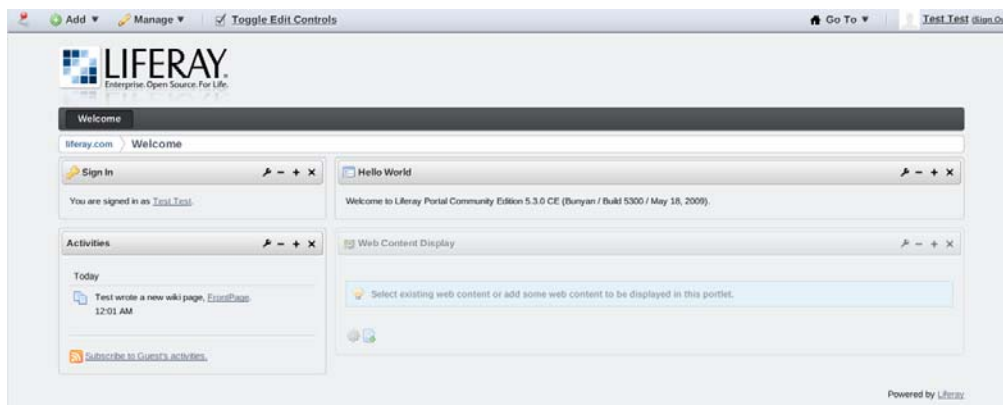 Add ▼ Manage ▼ Toggle Edit Controls Go To ▼ Test Test (Sign O
LIFERAY.
Enterprise. Open Source. For Life.
Welcome
liferay.com Welcome
Sign In
You are signed in as Test Test.
Hello World
Welcome to Liferay Portal Community Edition 5.3.0 CE (Bunyan / Build 5300 / May 18, 2009).
Activities
Today
Test wrote a new wiki page, FrontPage.
12:01 AM
Subscribe to Guest's activities.
Web Content Display
Select existing web content or add some web content to be displayed in this portlet.
Powered by Liferay